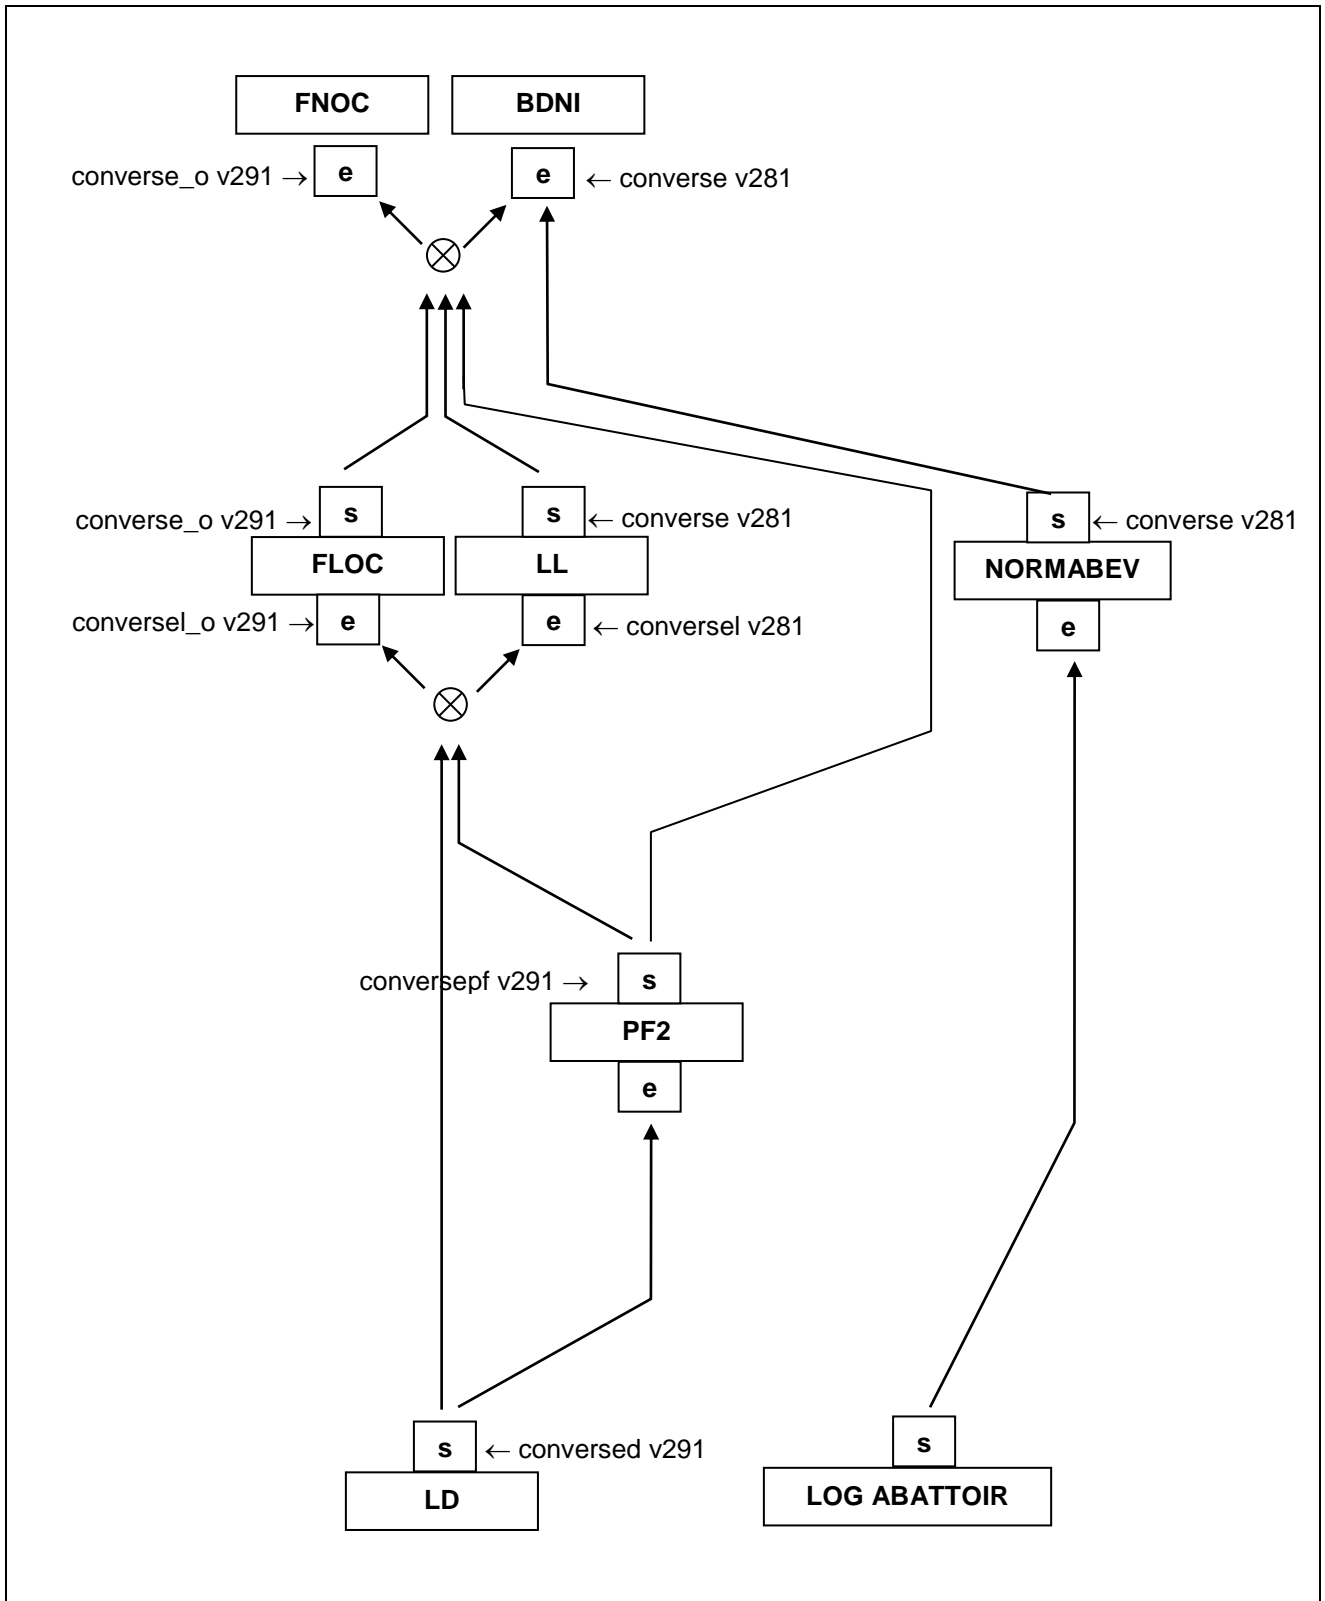 FNOC BDNI
converse_o v291 → e e ← converse v281
converse_o v291 → s s ← converse v281 s ← converse v281
FLOC LL NORMABEV
conversel_o v291 → e e ← conversel v281 e
conversepf v291 → s
PF2
e
s ← conversed v291 s
LD LOG ABATTOIR